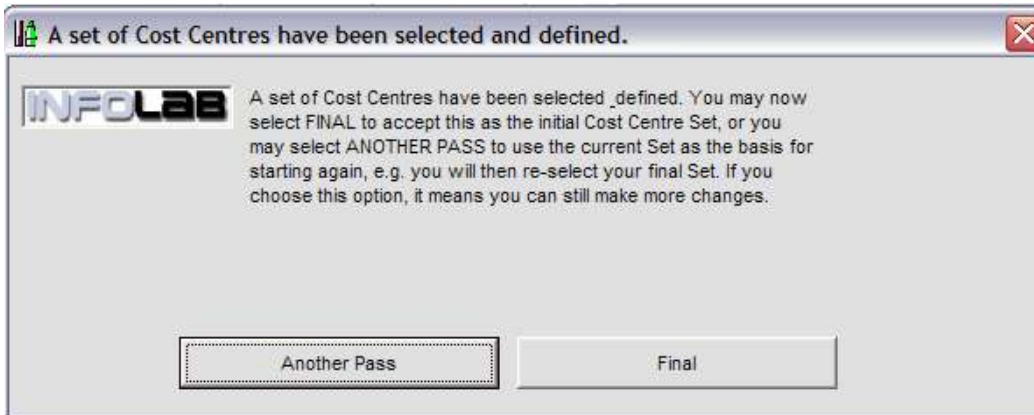 A set of Cost Centres have been selected and defined.
INFOLAB
A set of Cost Centres have been selected _defined. You may now
select FINAL to accept this as the initial Cost Centre Set, or you
may select ANOTHER PASS to use the current Set as the basis for
starting again, e.g. you will then re-select your final Set. If you
choose this option, it means you can still make more changes.
Another Pass
Final